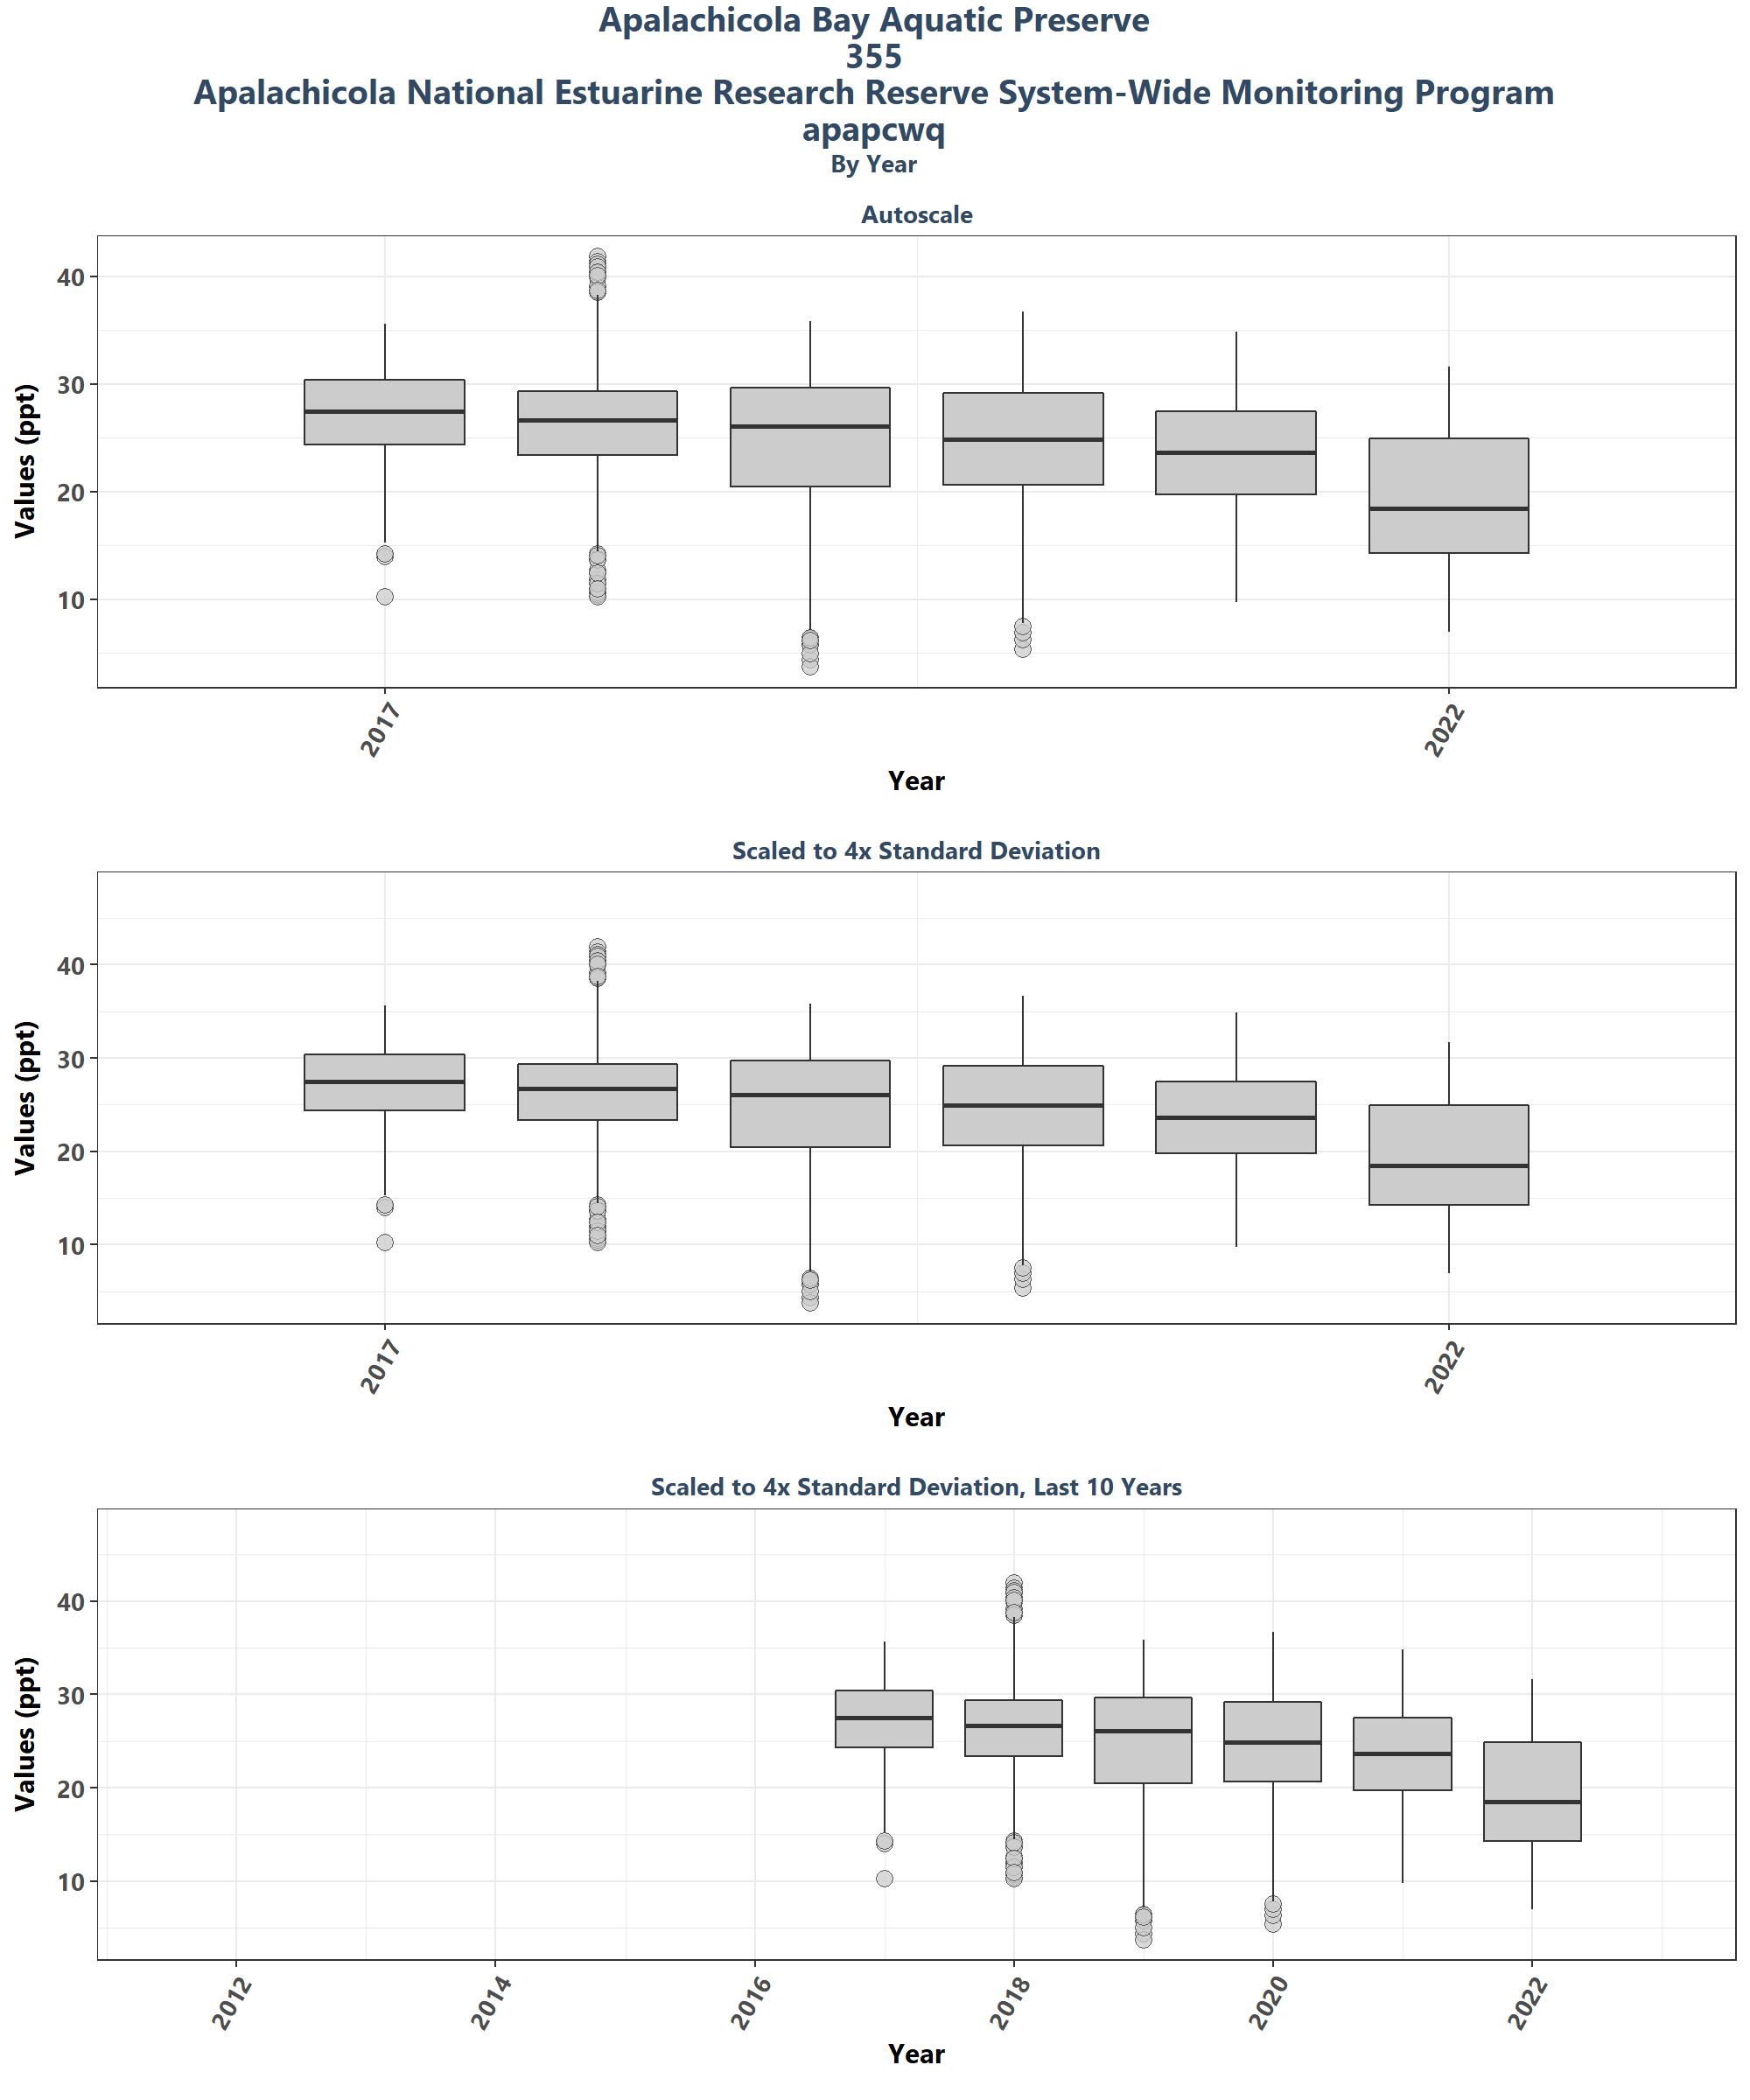 Apalachicola Bay Aquatic Preserve
355
Apalachicola National Estuarine Research Reserve System-Wide Monitoring Program
apapcwq
By Year
Autoscale
Values (ppt)
40
30
20
10
2017
2022
Year
Scaled to 4x Standard Deviation
Values (ppt)
40
30
20
10
2017
2022
Year
Scaled to 4x Standard Deviation, Last 10 Years
Values (ppt)
40
30
20
10
2012
2014
2016
2018
2020
2022
Year